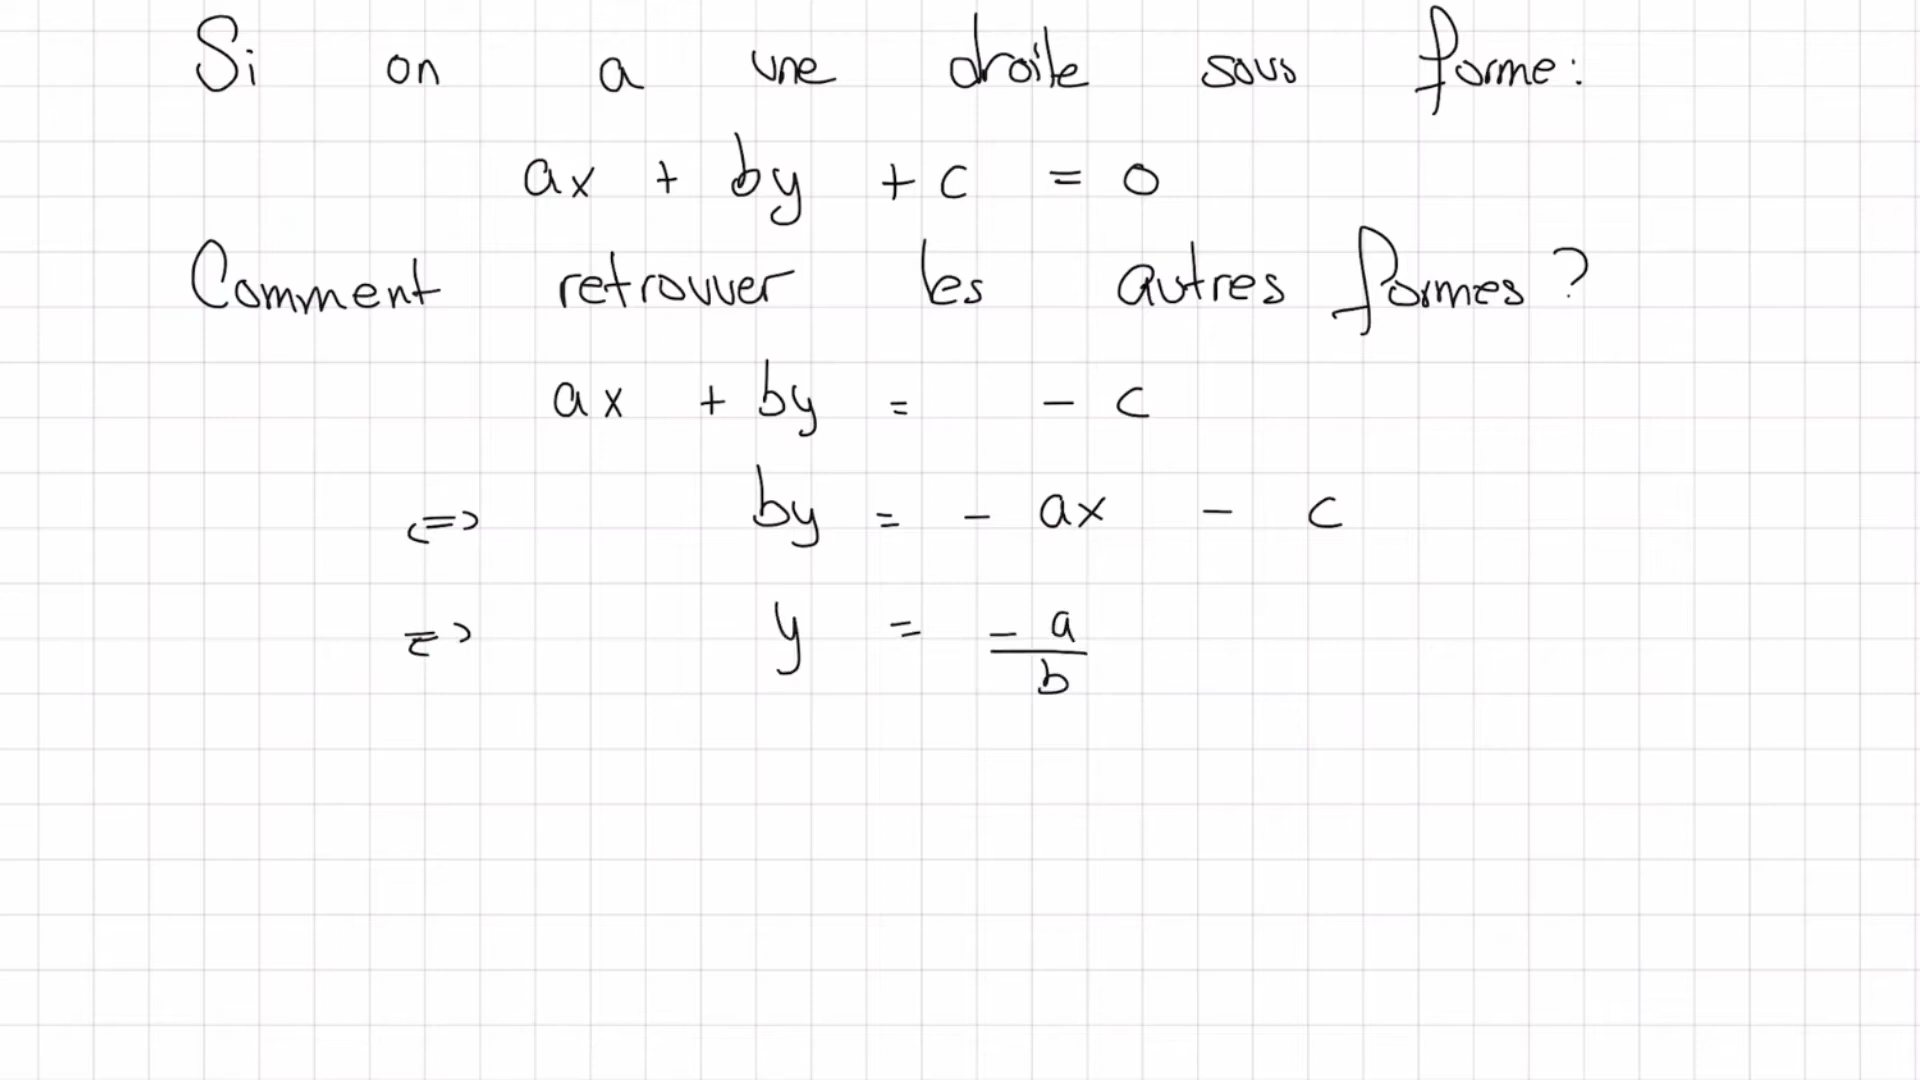 Si on a une droite sous forme:
ax + by + c = 0
Comment retrouver les autres formes ?
ax + by = - c
<=> by = - ax - c
=> y = -a/b